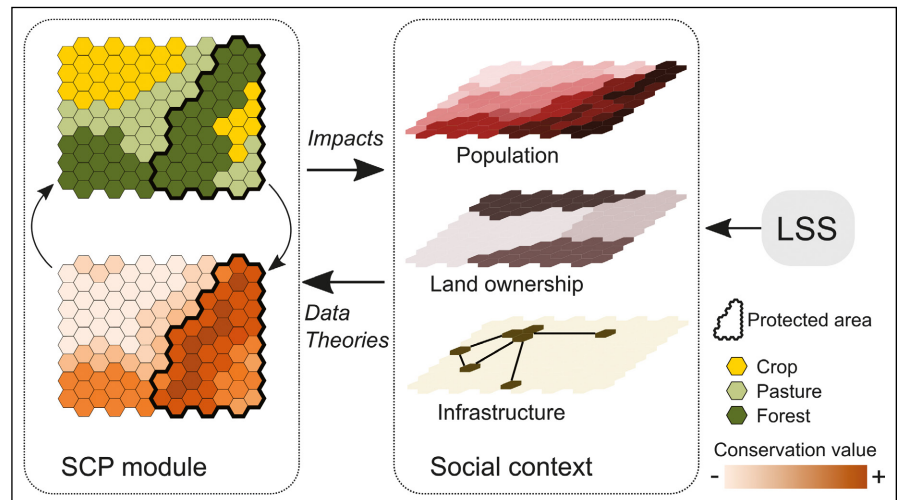 Impacts
Data
Theories
SCP module
Population
Land ownership
Infrastructure
Social context
LSS
Protected area
Crop
Pasture
Forest
Conservation value
- +